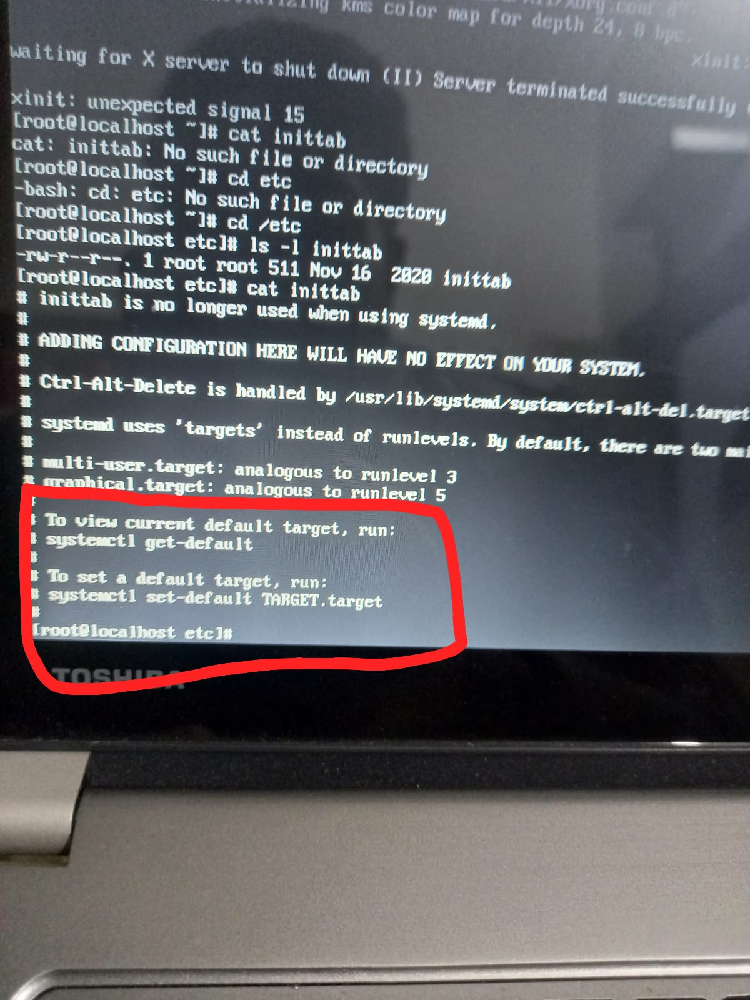 kms color map for depth 24, 8 bpc.
xinit:
waiting for X server to shut down (II) Server terminated successfully
xinit: unexpected signal 15
[root@localhost ~]# cat inittab
cat: inittab: No such file or directory
[root@localhost ~]# cd etc
-bash: cd: etc: No such file or directory
[root@localhost ~]# cd /etc
[root@localhost etc]# ls -l inittab
-rw-r--r--. 1 root root 511 Nov 16  2020 inittab
[root@localhost etc]# cat inittab
# inittab is no longer used when using systemd.
#
# ADDING CONFIGURATION HERE WILL HAVE NO EFFECT ON YOUR SYSTEM.
#
# Ctrl-Alt-Delete is handled by /usr/lib/systemd/system/ctrl-alt-del.target
#
# systemd uses 'targets' instead of runlevels. By default, there are two mai
#
# multi-user.target: analogous to runlevel 3
# graphical.target: analogous to runlevel 5
#
# To view current default target, run:
# systemctl get-default
#
# To set a default target, run:
# systemctl set-default TARGET.target
#
[root@localhost etc]#
TOSHIBA